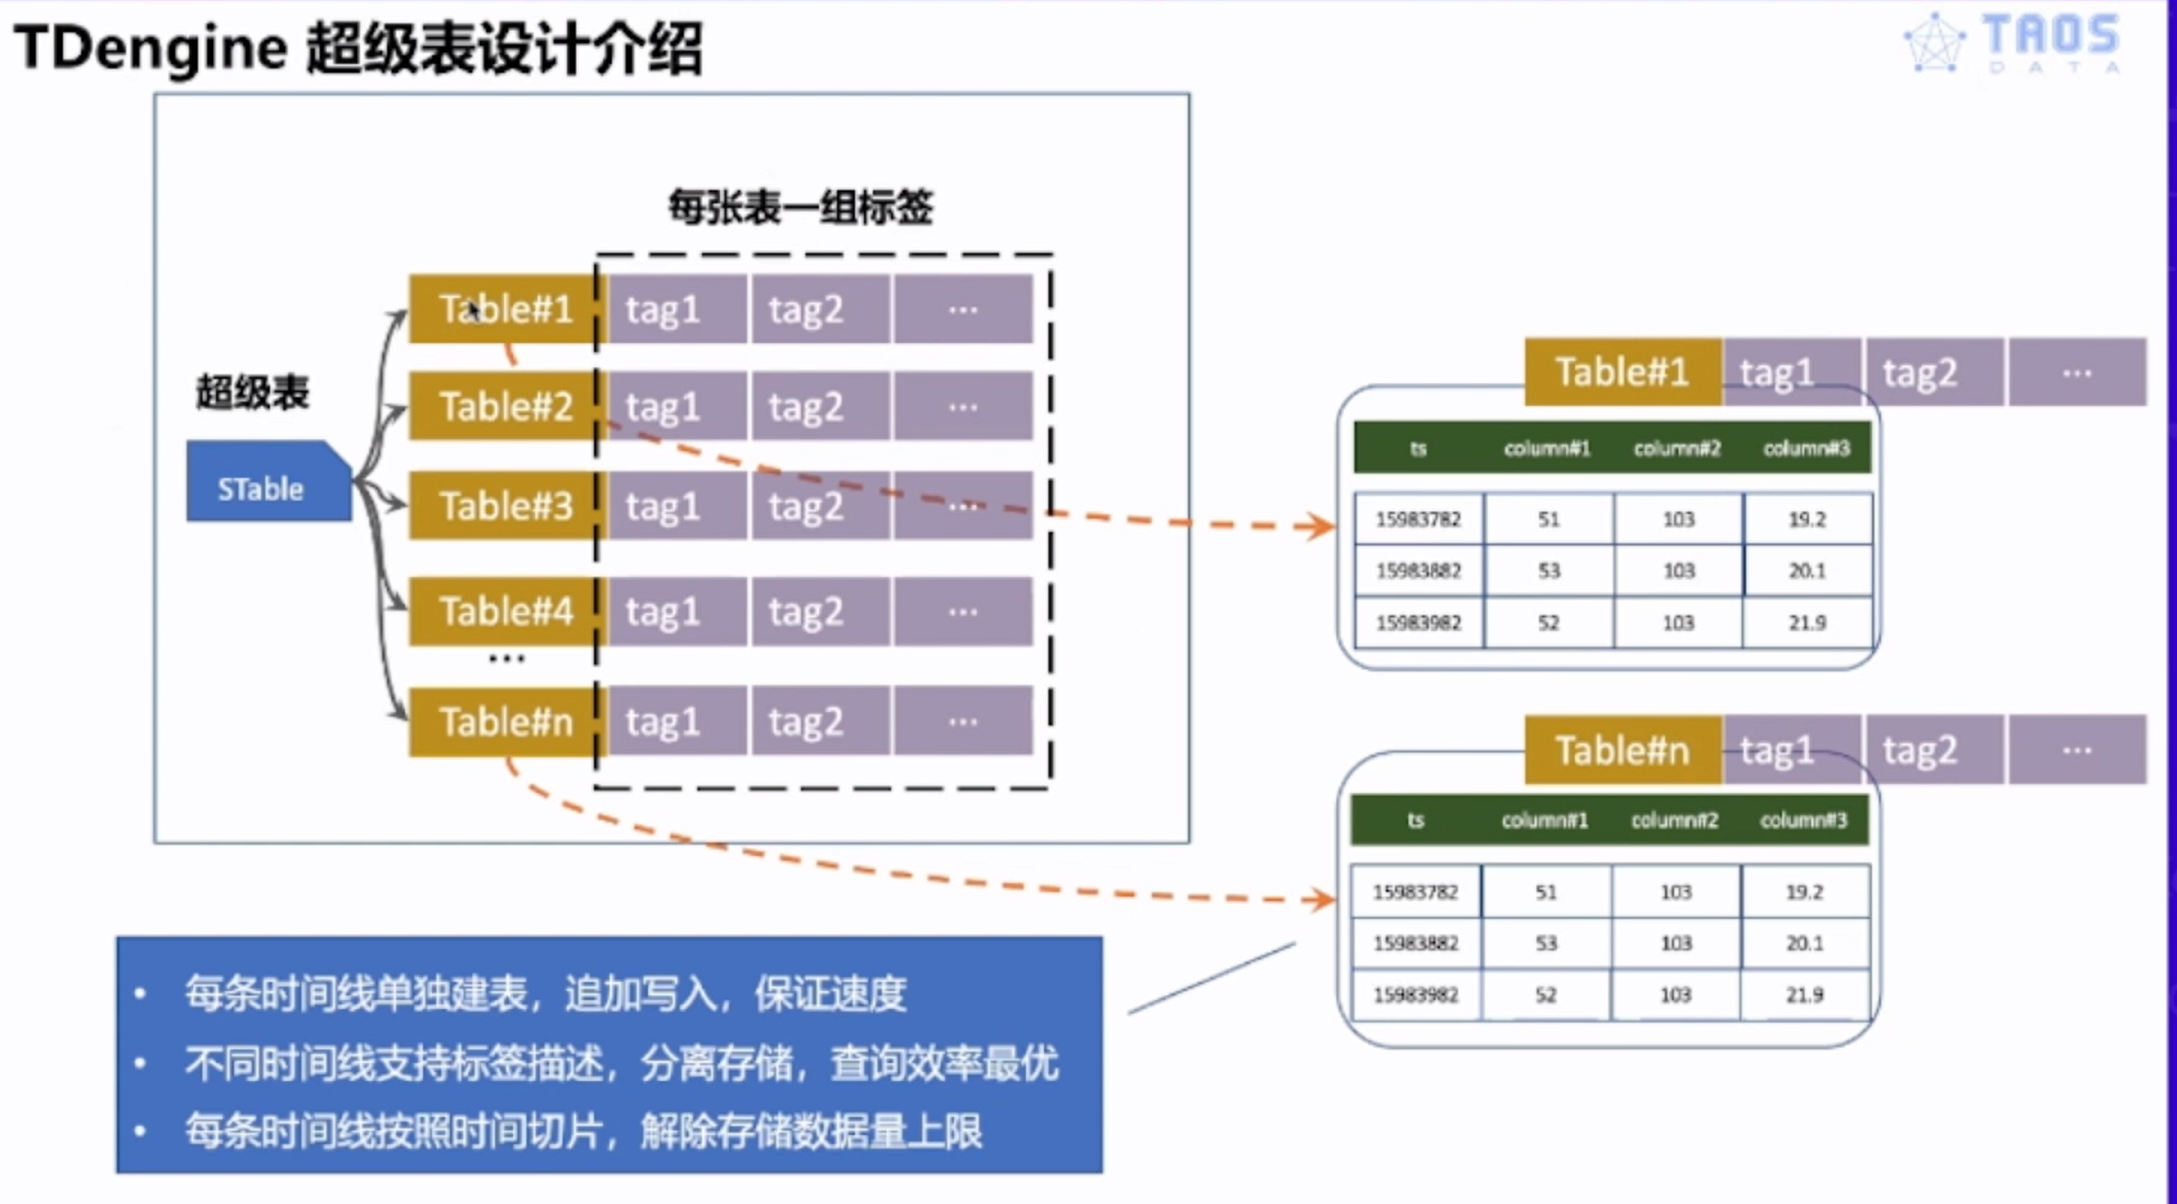 TDengine 超级表设计介绍
TAOS
DATA
每张表一组标签
超级表
STable
Table#1 tag1 tag2 ...
Table#2 tag1 tag2 ...
Table#3 tag1 tag2 ...
Table#4 tag1 tag2 ...
...
Table#n tag1 tag2 ...
Table#1 tag1 tag2 ...
ts column#1 column#2 column#3
15983782 51 103 19.2
15983882 53 103 20.1
15983982 52 103 21.9
Table#n tag1 tag2 ...
ts column#1 column#2 column#3
15983782 51 103 19.2
15983882 53 103 20.1
15983982 52 103 21.9
• 每条时间线单独建表，追加写入，保证速度
• 不同时间线支持标签描述，分离存储，查询效率最优
• 每条时间线按照时间切片，解除存储数据量上限